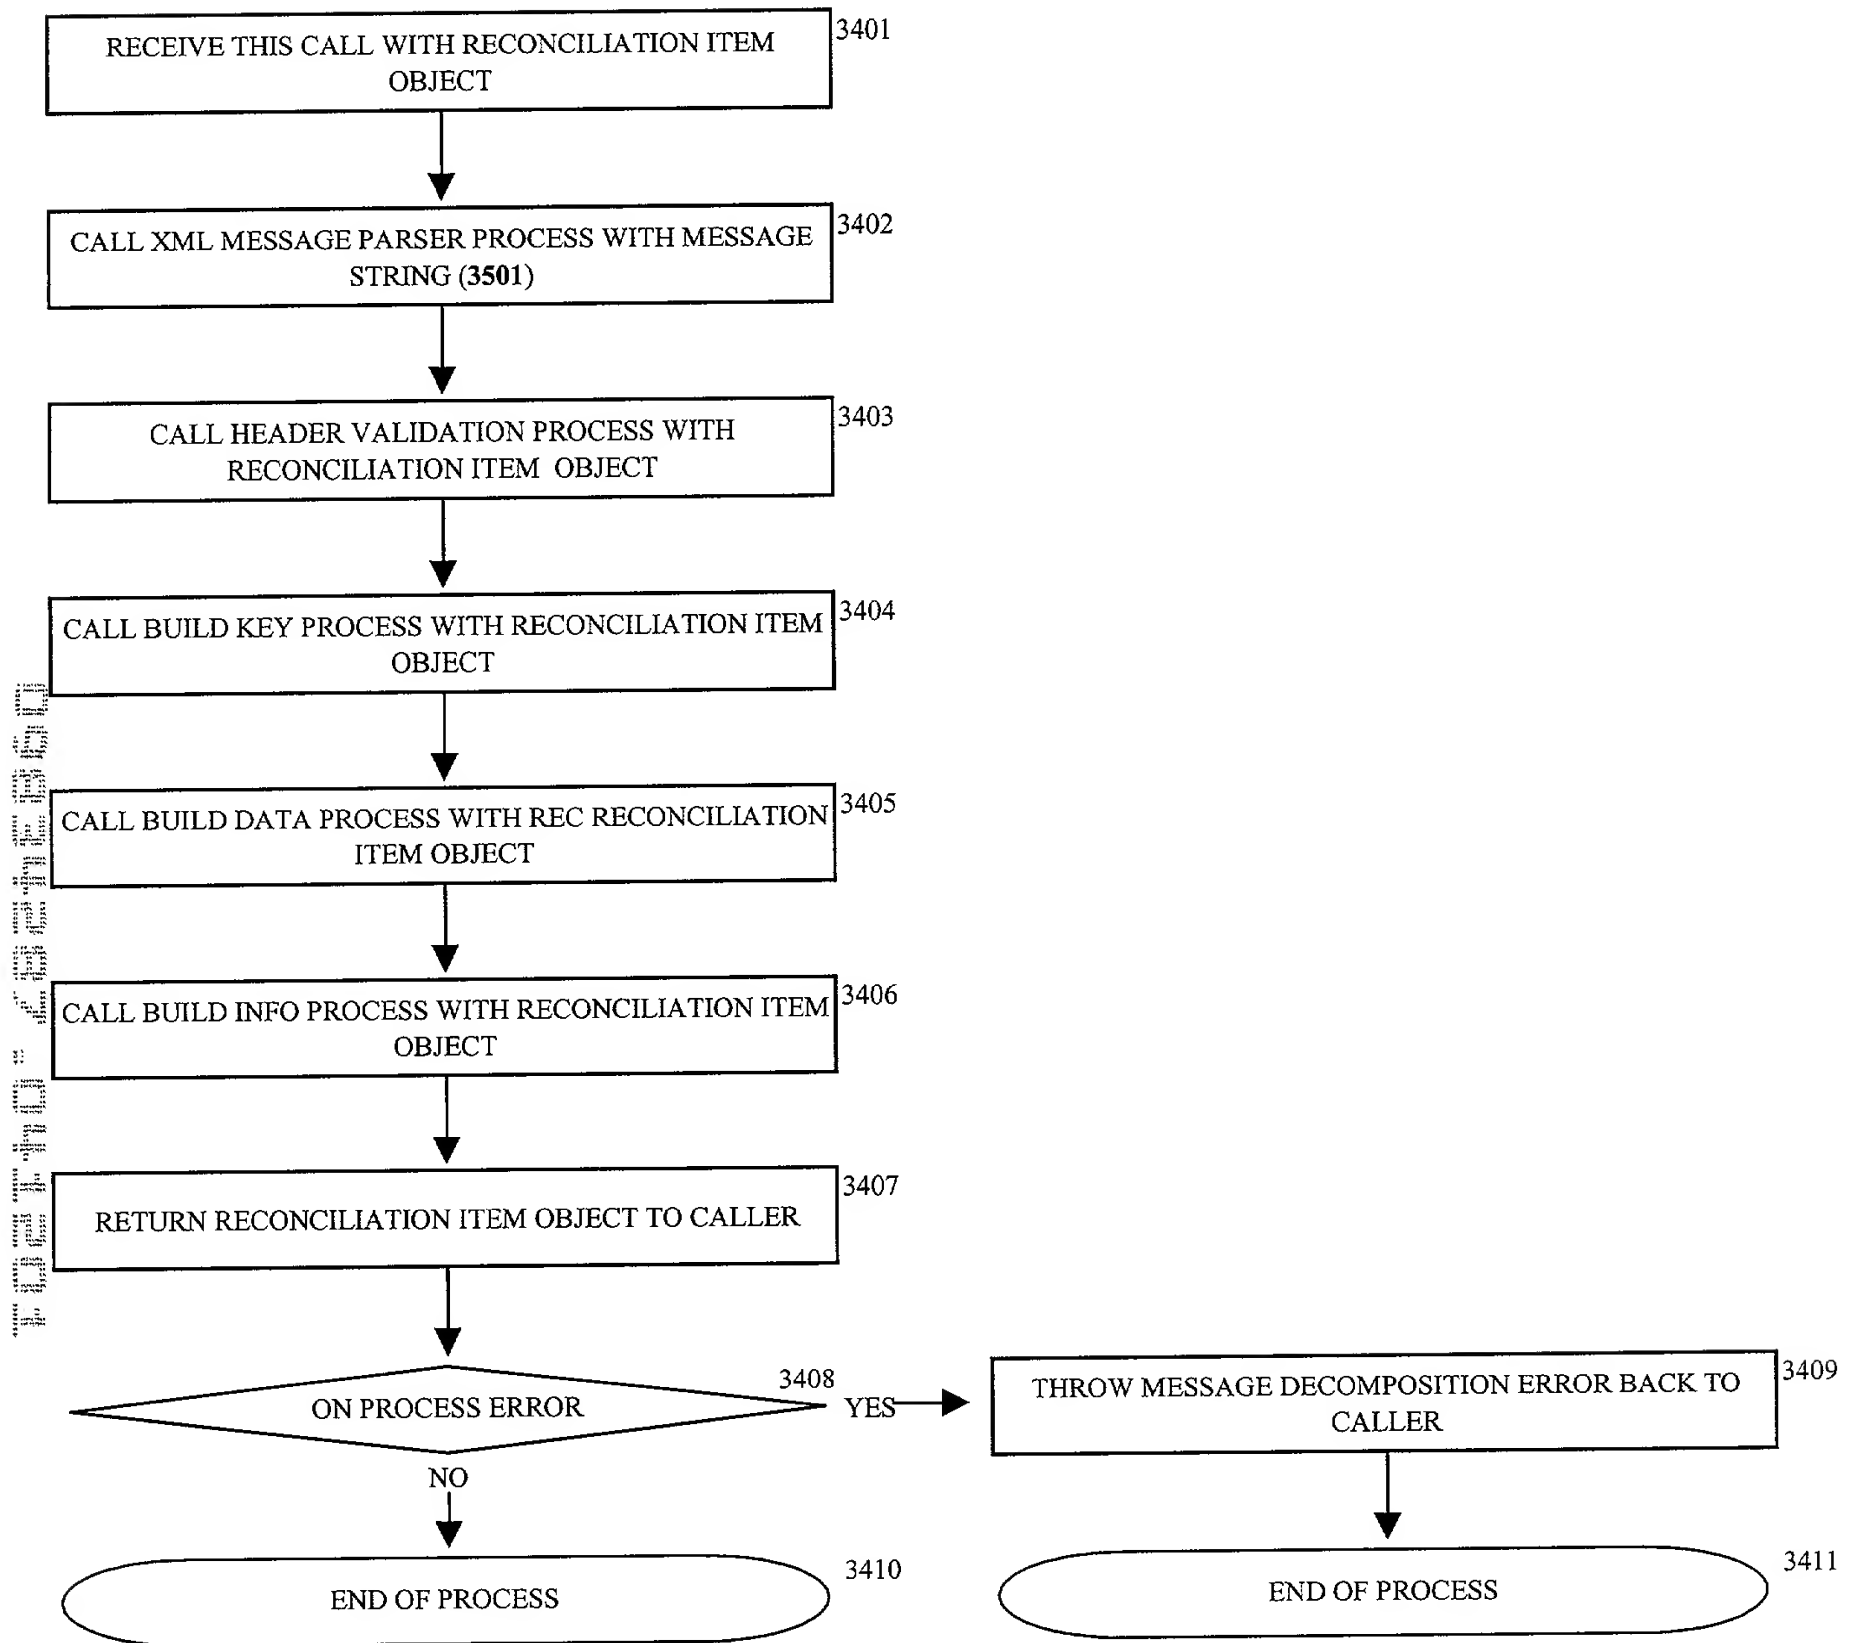 RECEIVE THIS CALL WITH RECONCILIATION ITEM
OBJECT
3401
CALL XML MESSAGE PARSER PROCESS WITH MESSAGE
STRING (3501)
3402
CALL HEADER VALIDATION PROCESS WITH
RECONCILIATION ITEM OBJECT
3403
CALL BUILD KEY PROCESS WITH RECONCILIATION ITEM
OBJECT
3404
CALL BUILD DATA PROCESS WITH REC RECONCILIATION
ITEM OBJECT
3405
CALL BUILD INFO PROCESS WITH RECONCILIATION ITEM
OBJECT
3406
RETURN RECONCILIATION ITEM OBJECT TO CALLER
3407
ON PROCESS ERROR
3408
YES
THROW MESSAGE DECOMPOSITION ERROR BACK TO
CALLER
3409
NO
END OF PROCESS
3410
END OF PROCESS
3411